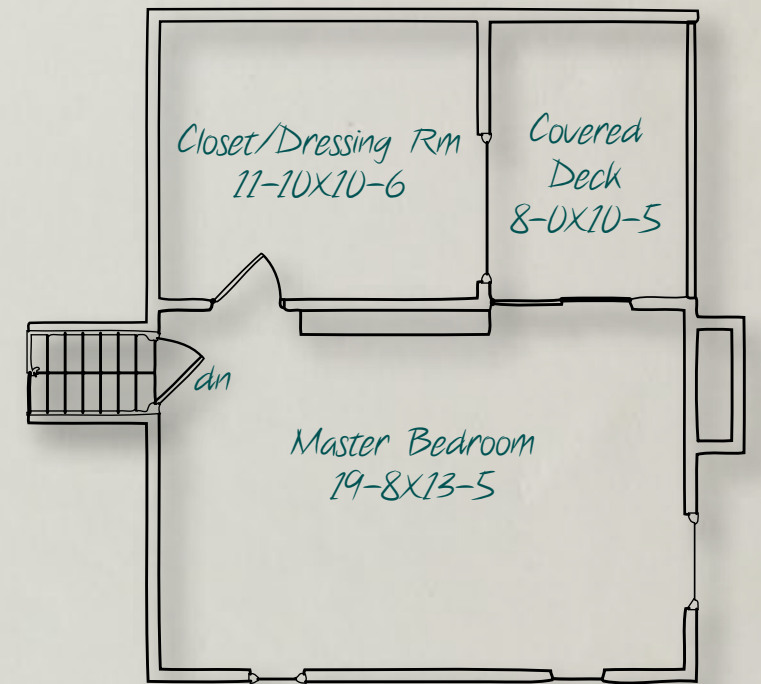 Closet/Dressing Rm
11-10X10-6
Covered
Deck
8-0X10-5
dn
Master Bedroom
19-8X13-5